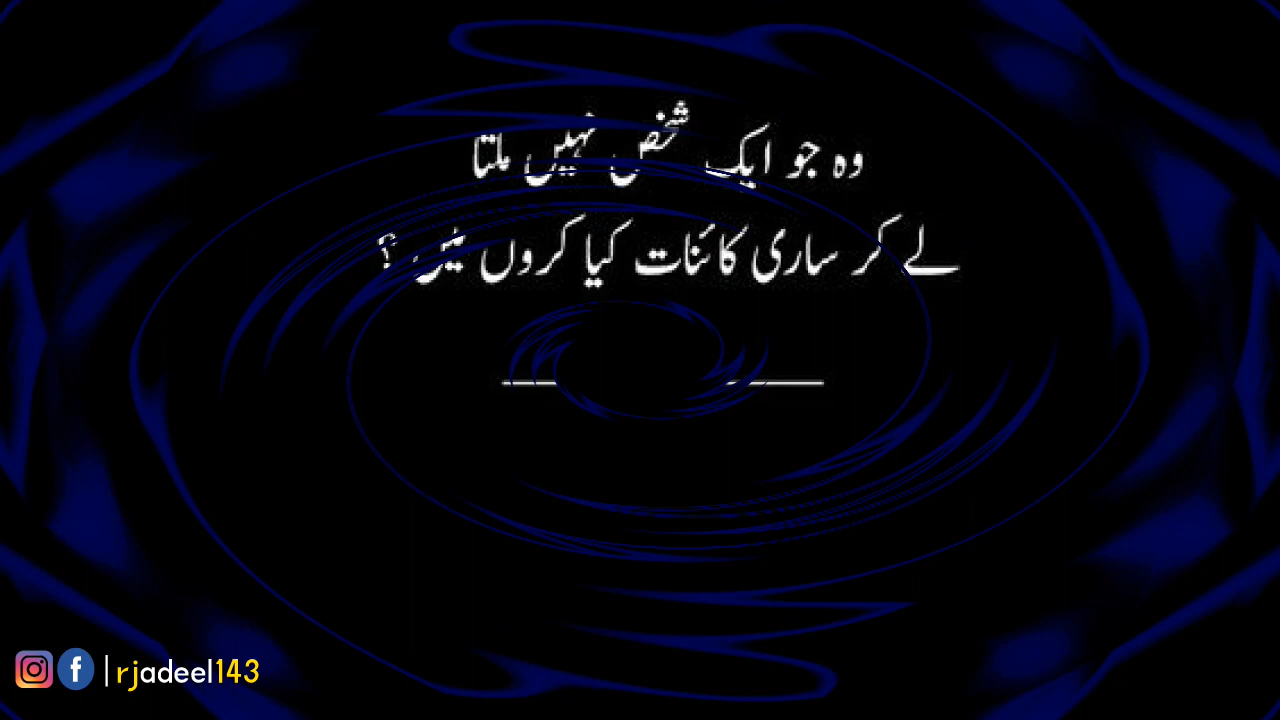 وہ جو ایک شخص نہیں ملتا
لے کر ساری کائنات کیا کروں میں ؟
rjadeel143